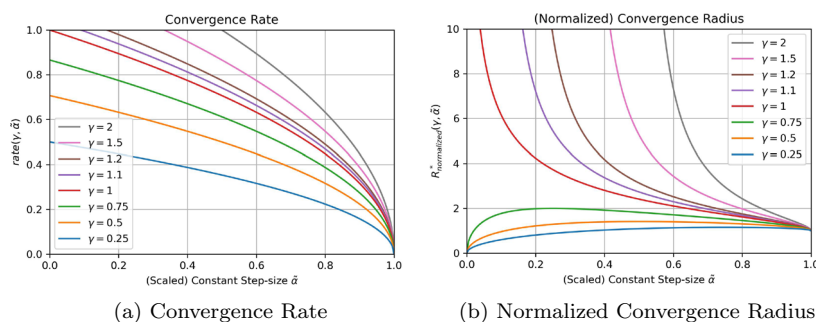 Convergence Rate
rate(γ, α̃)
1.0
0.8
0.6
0.4
0.2
0.0
γ = 2
γ = 1.5
γ = 1.2
γ = 1.1
γ = 1
γ = 0.75
γ = 0.5
γ = 0.25
0.0 0.2 0.4 0.6 0.8 1.0
(Scaled) Constant Step-size α̃
(a) Convergence Rate
(Normalized) Convergence Radius
R*normalized(γ, α̃)
10
8
6
4
2
0
γ = 2
γ = 1.5
γ = 1.2
γ = 1.1
γ = 1
γ = 0.75
γ = 0.5
γ = 0.25
0.0 0.2 0.4 0.6 0.8 1.0
(Scaled) Constant Step-size α̃
(b) Normalized Convergence Radius